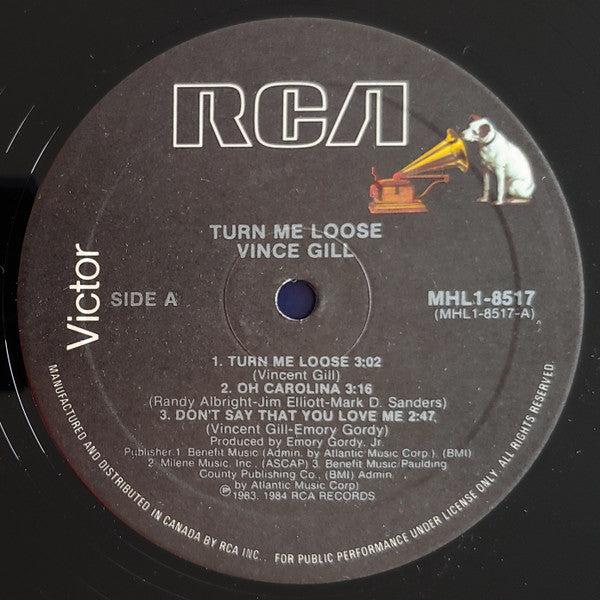 RCA
Victor
TURN ME LOOSE
VINCE GILL
SIDE A
MHL1-8517
(MHL1-8517-A)
1. TURN ME LOOSE 3:02
(Vincent Gill)
2. OH CAROLINA 3:16
(Randy Albright-Jim Elliott-Mark D. Sanders)
3. DON'T SAY THAT YOU LOVE ME 2:47
(Vincent Gill-Emory Gordy)
Produced by Emory Gordy, Jr.
Publisher: 1. Benefit Music (Admin. by Atlantic Music Corp.), (BMI)
2. Milene Music, Inc., (ASCAP) 3. Benefit Music/Paulding
County Publishing Co., (BMI) Admin.
by Atlantic Music Corp)
℗ 1983, 1984 RCA RECORDS
MANUFACTURED AND DISTRIBUTED IN CANADA BY RCA INC., FOR PUBLIC PERFORMANCE UNDER LICENSE ONLY. ALL RIGHTS RESERVED.